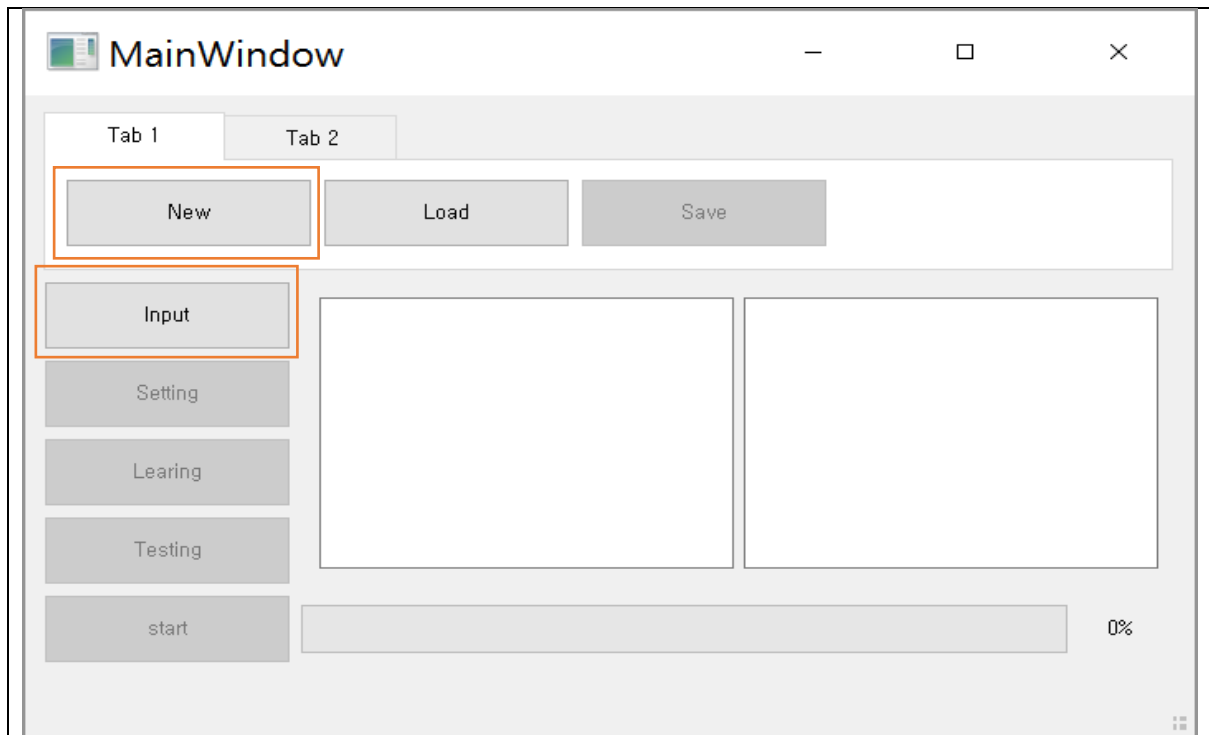 MainWindow
Tab 1 Tab 2
New Load Save
Input
Setting
Learing
Testing
start 0%